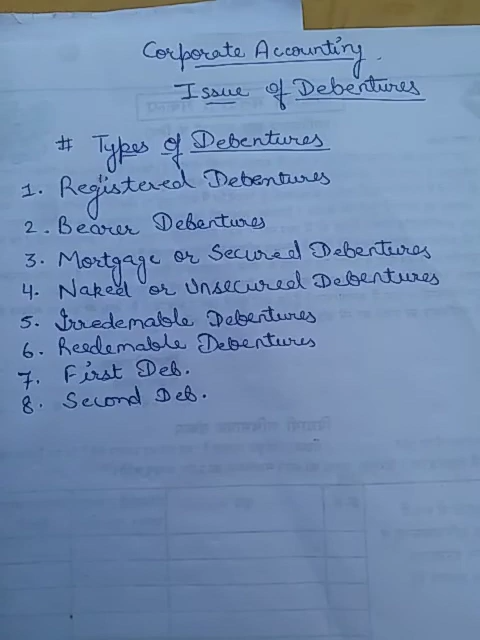 Corporate Accounting.
Issue of Debentures
# Types of Debentures
1. Registered Debentures
2. Bearer Debentures
3. Mortgage or Secured Debentures
4. Naked or Unsecured Debentures
5. Irredemable Debentures
6. Reedemable Debentures
7. First Deb.
8. Second Deb.